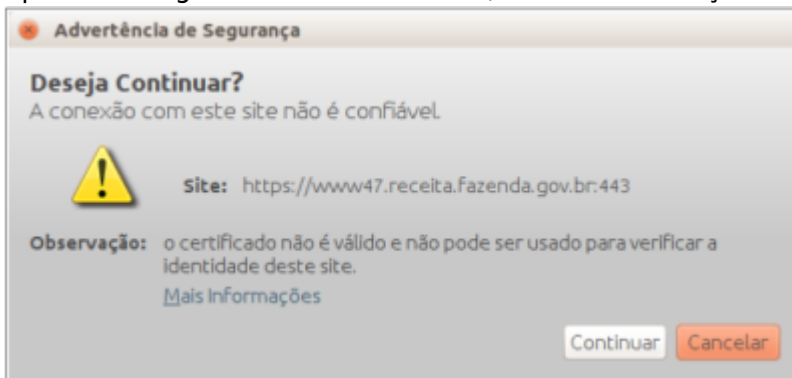 Advertência de Segurança
Deseja Continuar?
A conexão com este site não é confiável.
Site: https://www47.receita.fazenda.gov.br:443
Observação: o certificado não é válido e não pode ser usado para verificar a
identidade deste site.
Mais Informações
Continuar Cancelar